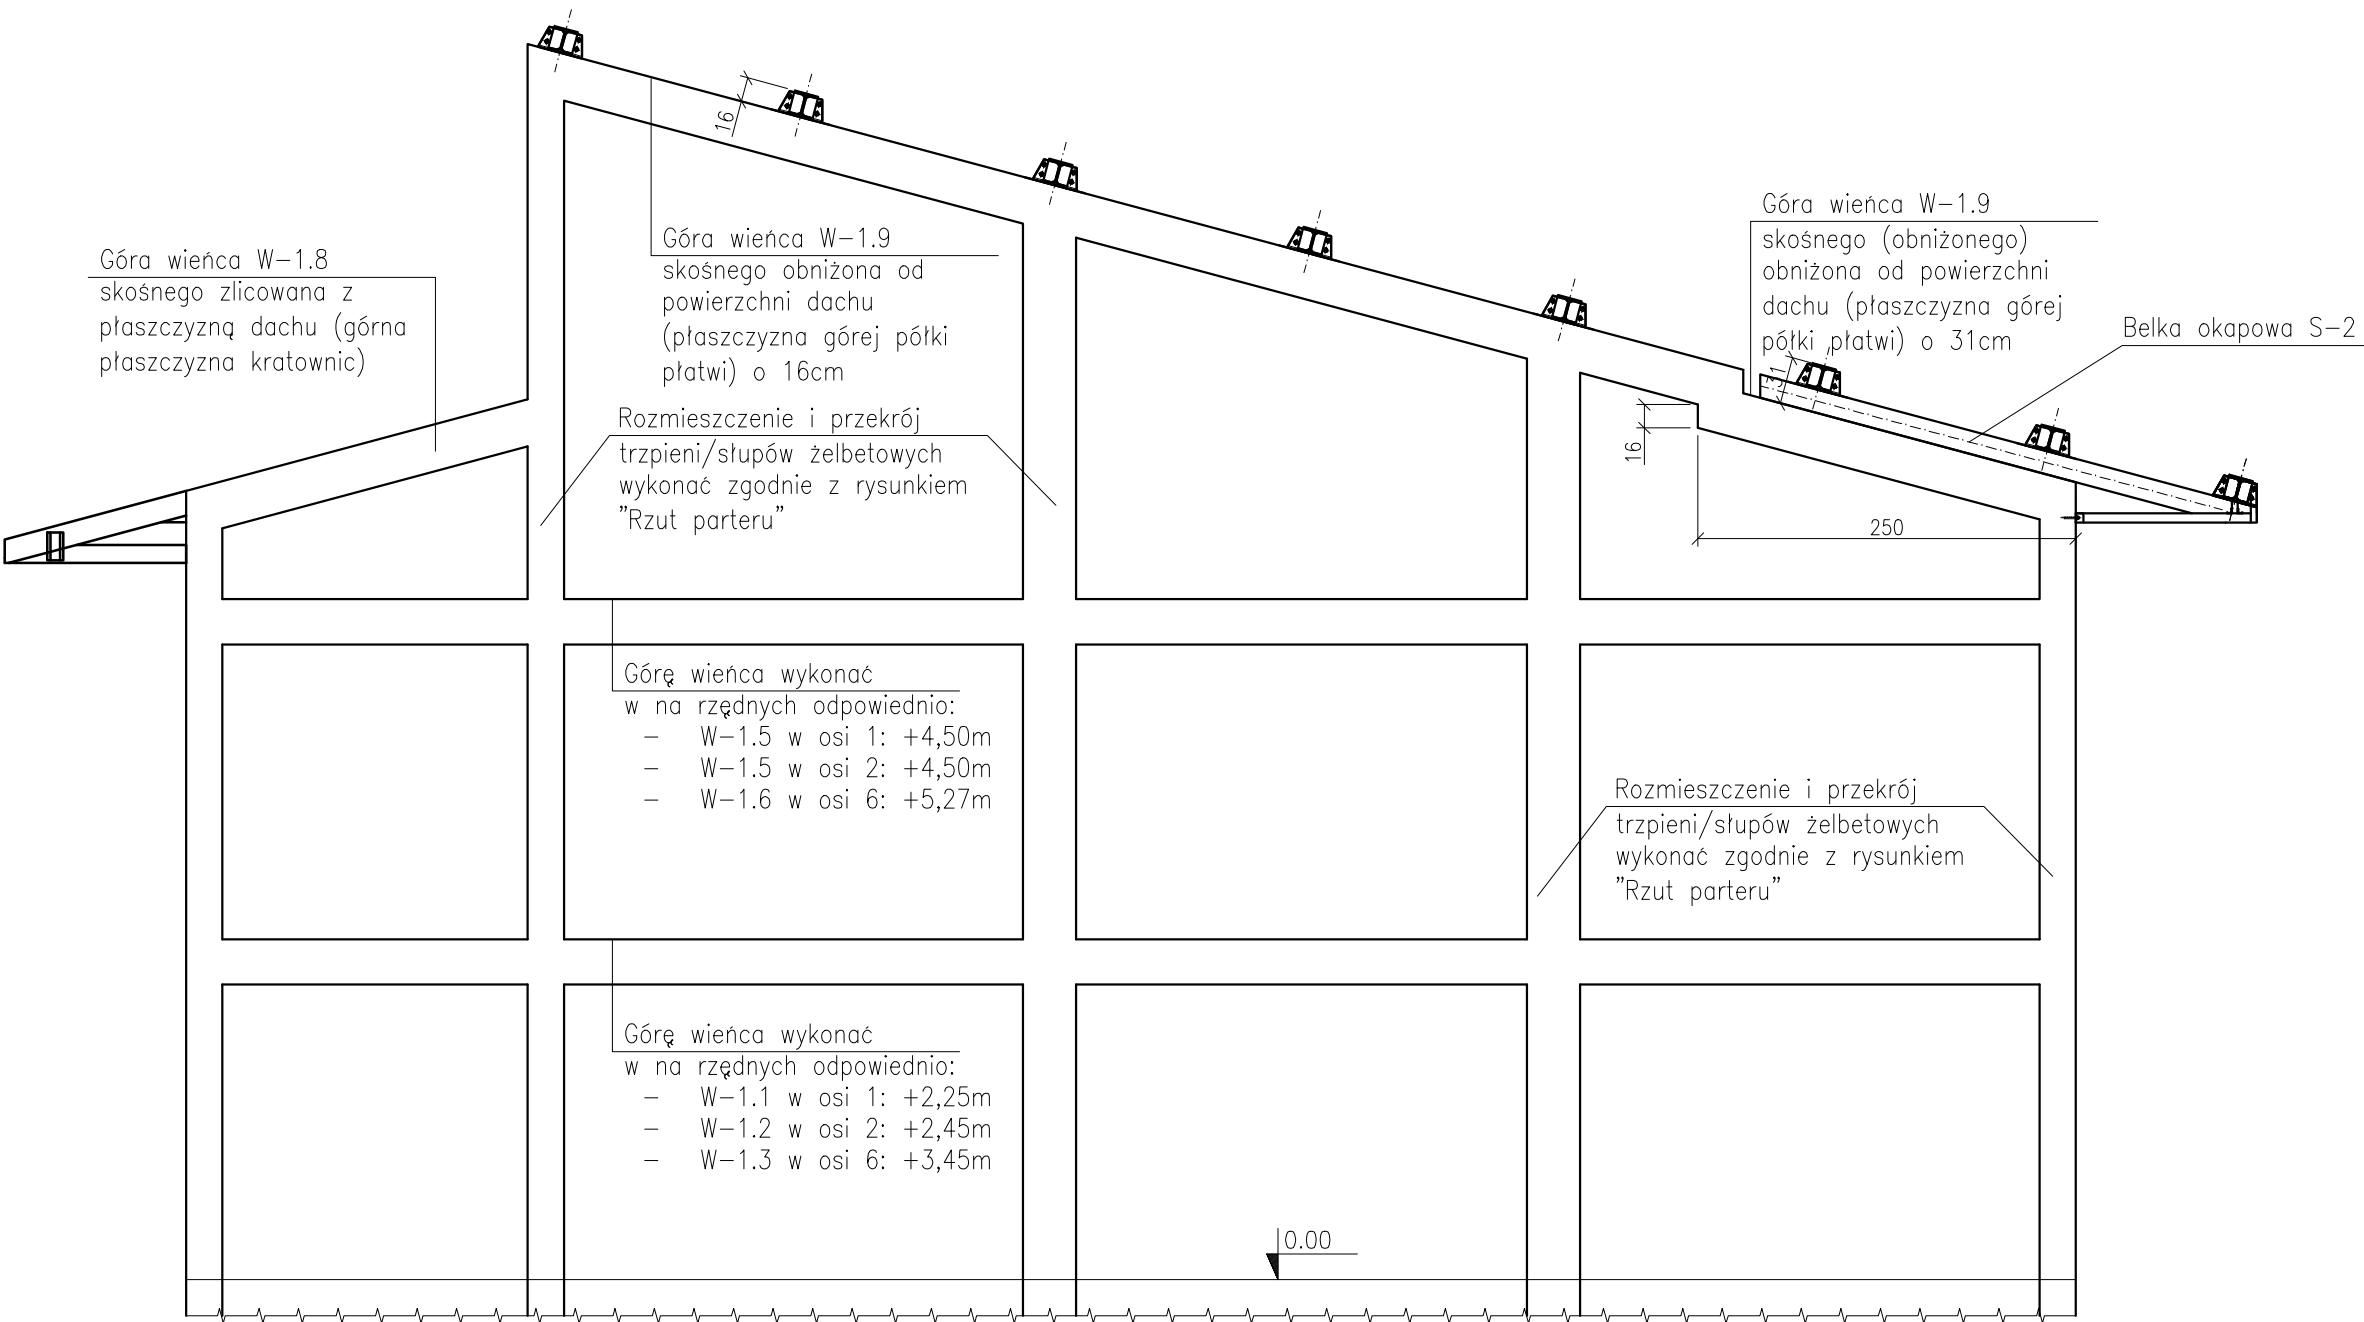 Góra wieńca W-1.8
skośnego zlicowana z
płaszczyzną dachu (górna
płaszczyzna kratownic)
16
Góra wieńca W-1.9
skośnego obniżona od
powierzchni dachu
(płaszczyzna górej półki
płatwi) o 16cm
Góra wieńca W-1.9
skośnego (obniżonego)
obniżona od powierzchni
dachu (płaszczyzna górej
półki płatwi) o 31cm
Belka okapowa S-2
31
16
250
Rozmieszczenie i przekrój
trzpieni/słupów żelbetowych
wykonać zgodnie z rysunkiem
"Rzut parteru"
Górę wieńca wykonać
w na rzędnych odpowiednio:
- W-1.5 w osi 1: +4,50m
- W-1.5 w osi 2: +4,50m
- W-1.6 w osi 6: +5,27m
Rozmieszczenie i przekrój
trzpieni/słupów żelbetowych
wykonać zgodnie z rysunkiem
"Rzut parteru"
Górę wieńca wykonać
w na rzędnych odpowiednio:
- W-1.1 w osi 1: +2,25m
- W-1.2 w osi 2: +2,45m
- W-1.3 w osi 6: +3,45m
0.00